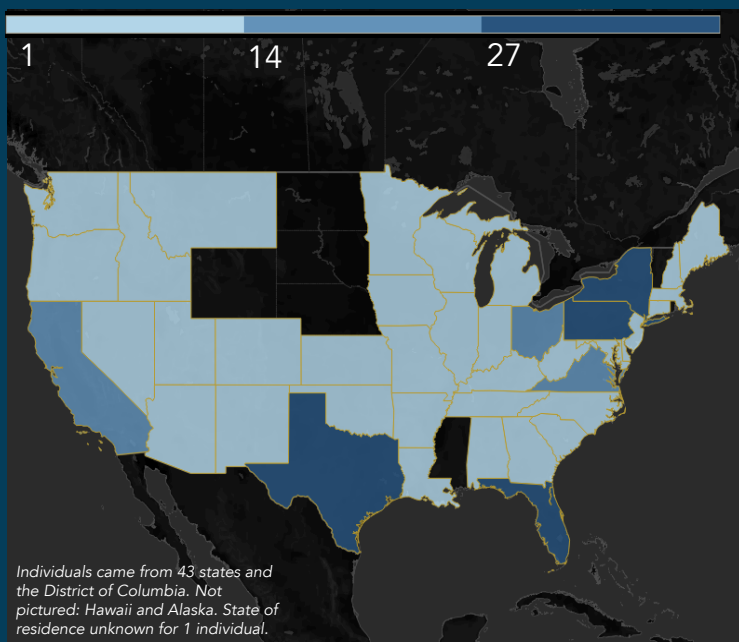 1 14 27
Individuals came from 43 states and
the District of Columbia. Not
pictured: Hawaii and Alaska. State of
residence unknown for 1 individual.